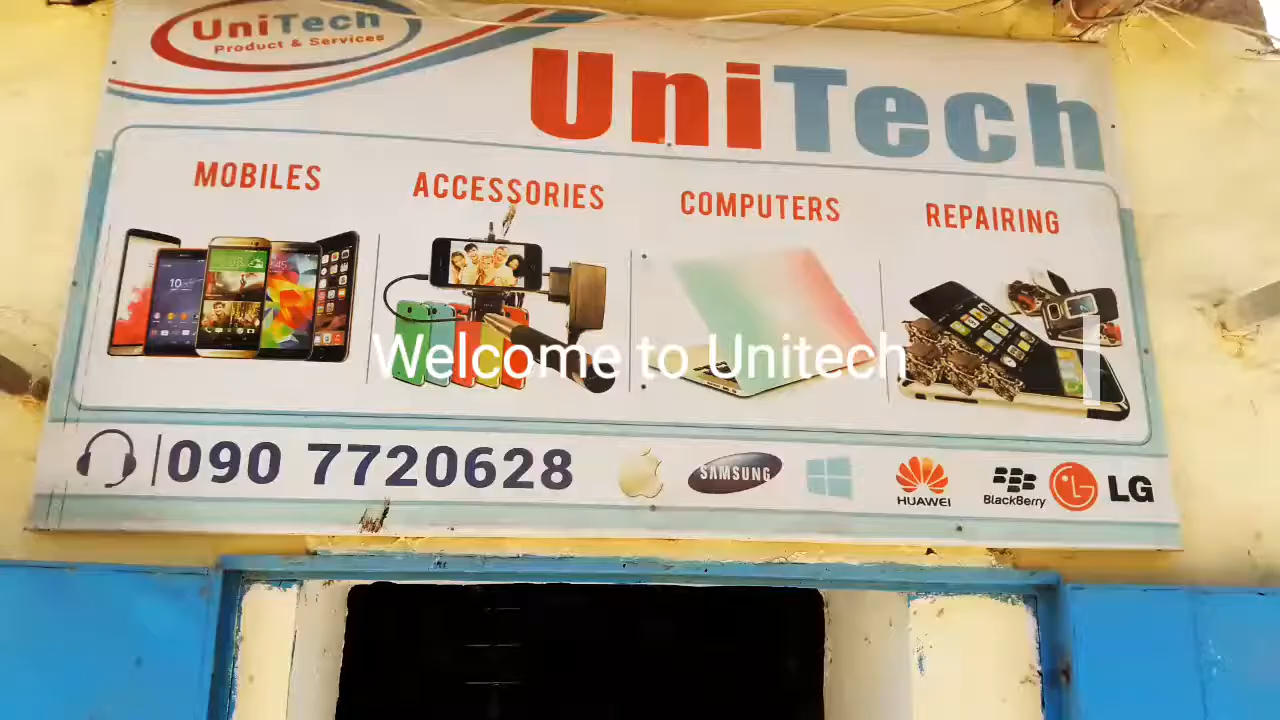 UniTech
Product & Services
UniTech
MOBILES
ACCESSORIES
COMPUTERS
REPAIRING
Welcome to Unitech
090 7720628
SAMSUNG
HUAWEI
BlackBerry
LG